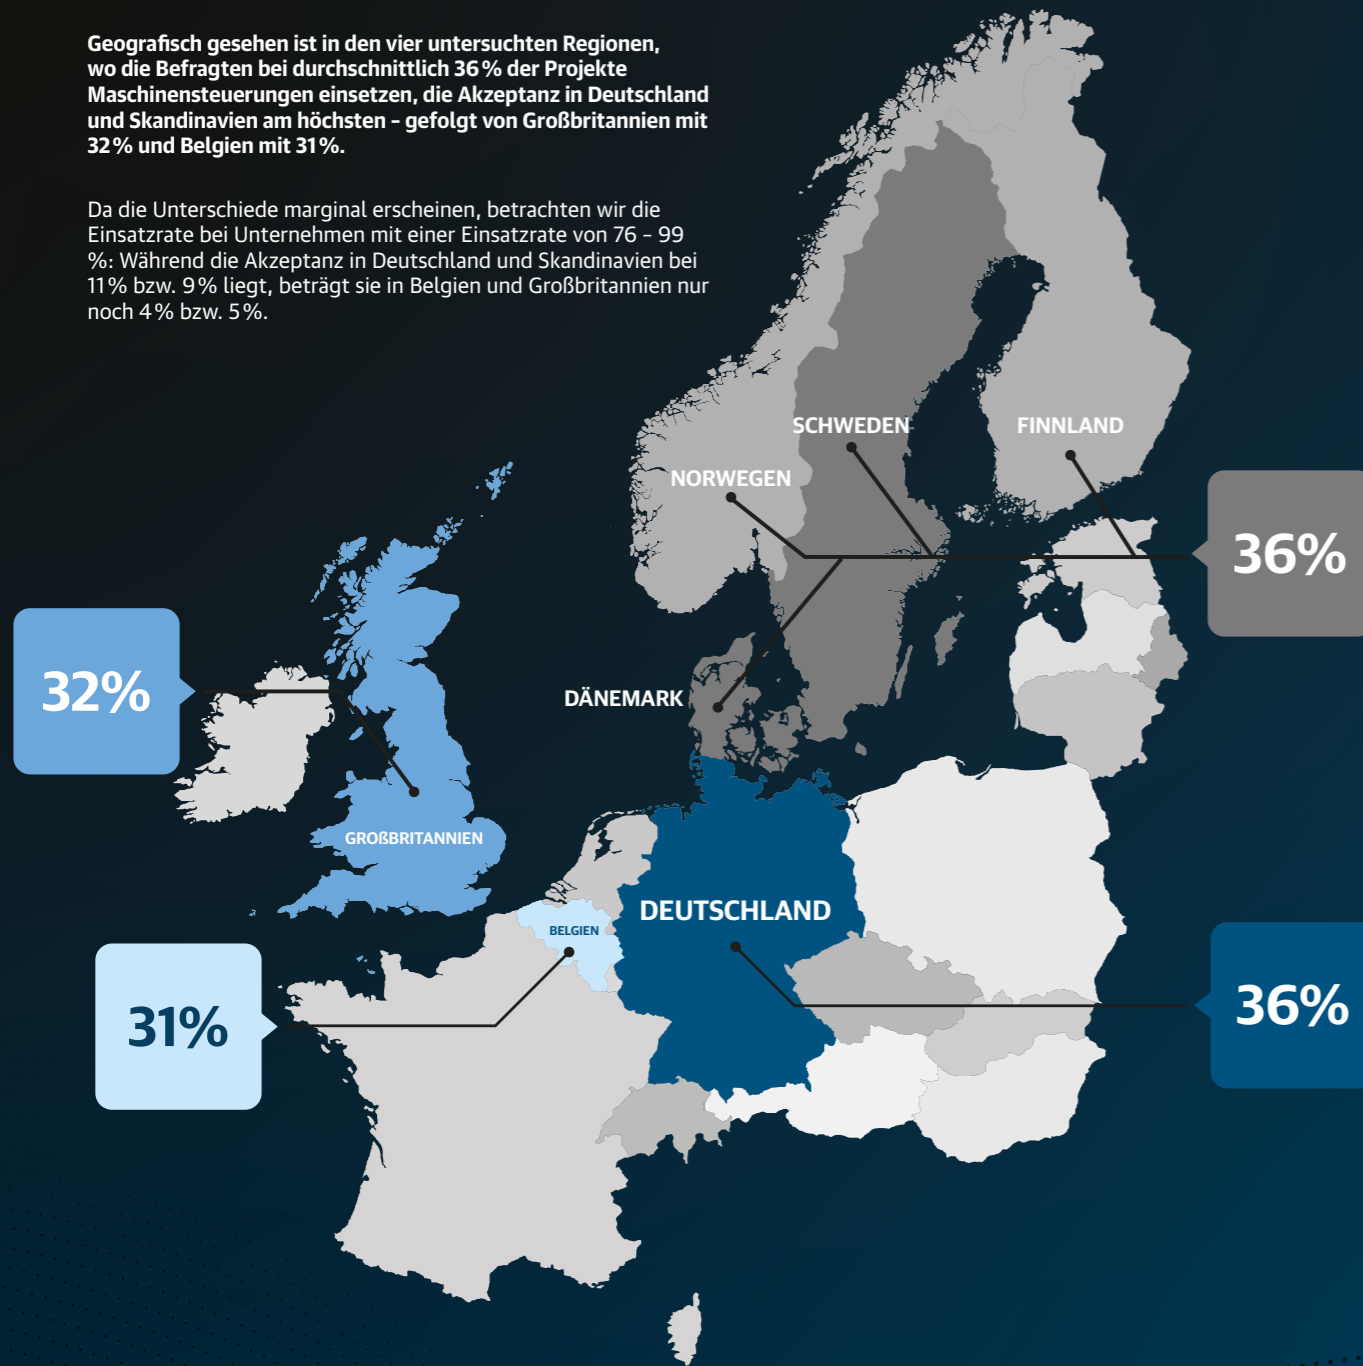 Geografisch gesehen ist in den vier untersuchten Regionen,
wo die Befragten bei durchschnittlich 36 % der Projekte
Maschinensteuerungen einsetzen, die Akzeptanz in Deutschland
und Skandinavien am höchsten – gefolgt von Großbritannien mit
32 % und Belgien mit 31 %.
Da die Unterschiede marginal erscheinen, betrachten wir die
Einsatzrate bei Unternehmen mit einer Einsatzrate von 76 – 99
%: Während die Akzeptanz in Deutschland und Skandinavien bei
11 % bzw. 9 % liegt, beträgt sie in Belgien und Großbritannien nur
noch 4 % bzw. 5 %.
SCHWEDEN
FINNLAND
NORWEGEN
36%
32%
DÄNEMARK
GROßBRITANNIEN
DEUTSCHLAND
BELGIEN
31%
36%